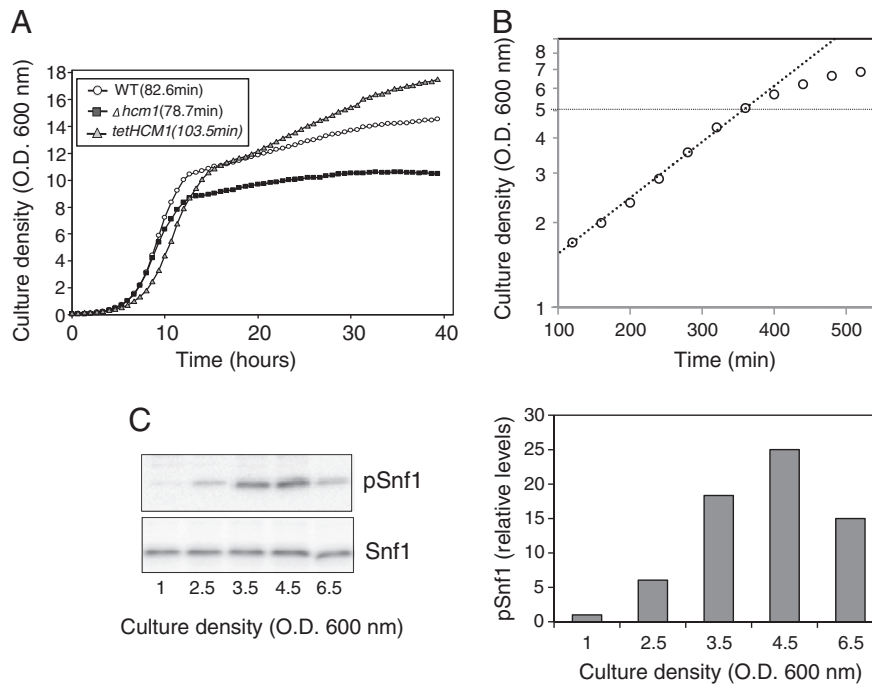 A
Culture density (O.D. 600 nm)
18
16
14
12
10
8
6
4
2
0
WT(82.6min)
Δhcm1(78.7min)
tetHCM1(103.5min)
0 10 20 30 40
Time (hours)
B
Culture density (O.D. 600 nm)
8
7
6
5
4
3
2
1
100 200 300 400 500
Time (min)
C
pSnf1
Snf1
1 2.5 3.5 4.5 6.5
Culture density (O.D. 600 nm)
pSnf1 (relative levels)
30
25
20
15
10
5
0
1 2.5 3.5 4.5 6.5
Culture density (O.D. 600 nm)